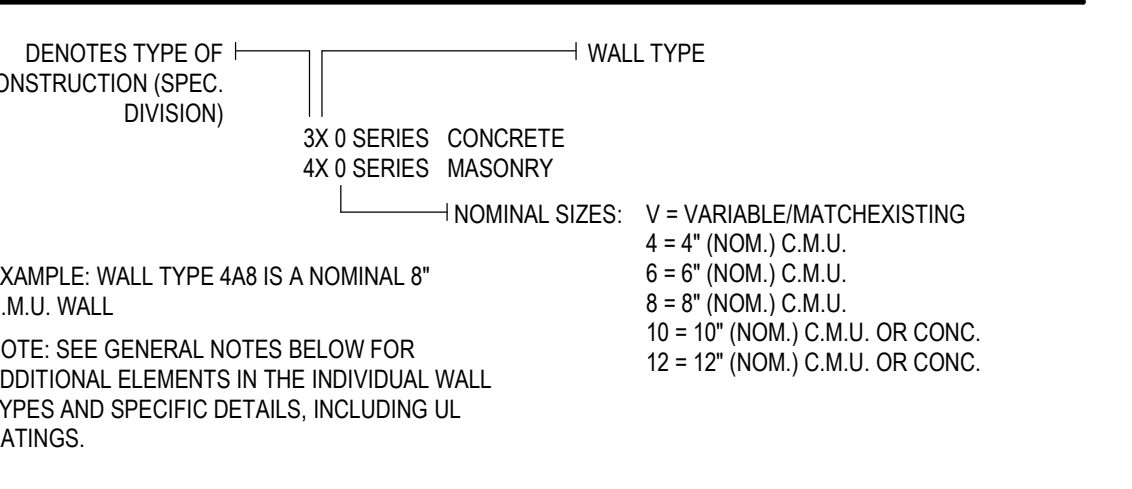 DENOTES TYPE OF
ONSTRUCTION (SPEC.
DIVISION)
WALL TYPE
3X 0 SERIES CONCRETE
4X 0 SERIES MASONRY
NOMINAL SIZES: V = VARIABLE/MATCHEXISTING
4 = 4" (NOM.) C.M.U.
6 = 6" (NOM.) C.M.U.
8 = 8" (NOM.) C.M.U.
10 = 10" (NOM.) C.M.U. OR CONC.
12 = 12" (NOM.) C.M.U. OR CONC.
XAMPLE: WALL TYPE 4A8 IS A NOMINAL 8"
.M.U. WALL
OTE: SEE GENERAL NOTES BELOW FOR
DDITIONAL ELEMENTS IN THE INDIVIDUAL WALL
YPES AND SPECIFIC DETAILS, INCLUDING UL
ATINGS.